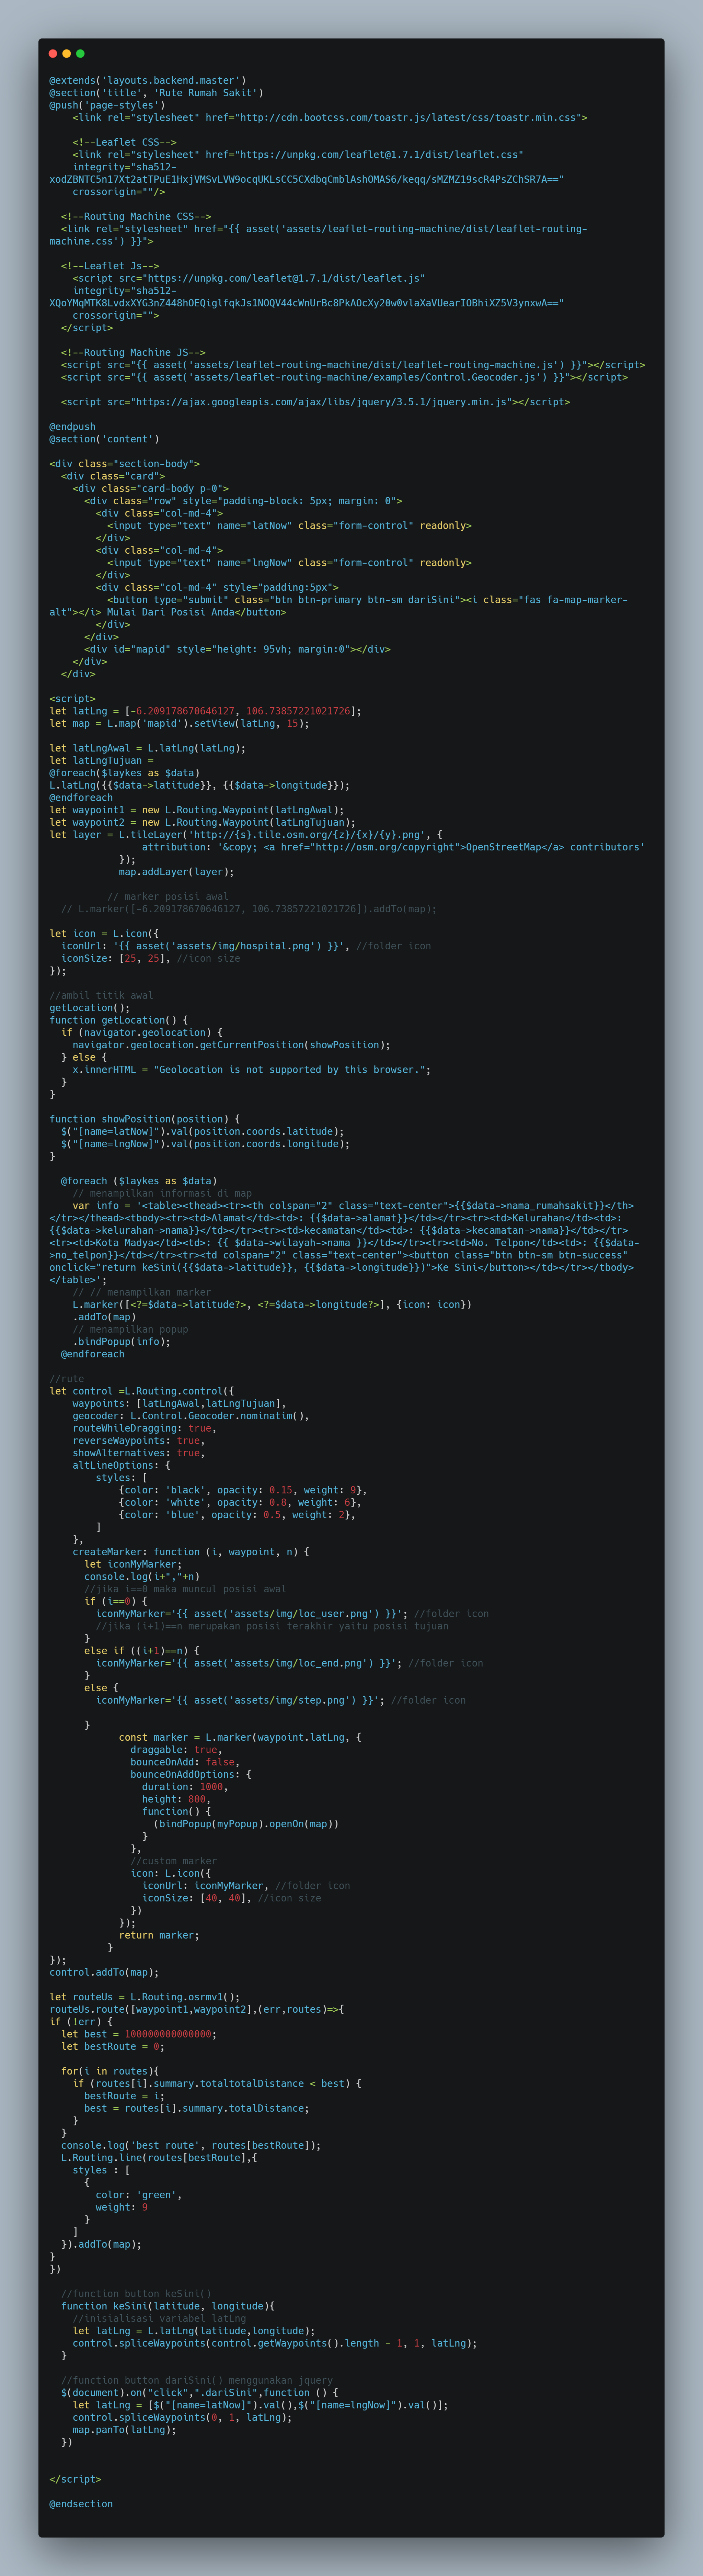 @extends('layouts.backend.master')
@section('title', 'Rute Rumah Sakit')
@push('page-styles')
    <link rel="stylesheet" href="http://cdn.bootcss.com/toastr.js/latest/css/toastr.min.css">

    <!--Leaflet CSS-->
    <link rel="stylesheet" href="https://unpkg.com/leaflet@1.7.1/dist/leaflet.css"
    integrity="sha512-
xodZBNTC5n17Xt2atTPuE1HxjVMSvLVW9ocqUKLsCC5CXdbqCmblAshOMAS6/keqq/sMZMZ19scR4PsZChSR7A=="
    crossorigin=""/>

  <!--Routing Machine CSS-->
  <link rel="stylesheet" href="{{ asset('assets/leaflet-routing-machine/dist/leaflet-routing-
machine.css') }}">

  <!--Leaflet Js-->
    <script src="https://unpkg.com/leaflet@1.7.1/dist/leaflet.js"
    integrity="sha512-
XQoYMqMTK8LvdxXYG3nZ448hOEQiglfqkJs1NOQV44cWnUrBc8PkAOcXy20w0vlaXaVUearIOBhiXZ5V3ynxwA=="
    crossorigin="">
  </script>

  <!--Routing Machine JS-->
  <script src="{{ asset('assets/leaflet-routing-machine/dist/leaflet-routing-machine.js') }}"></script>
  <script src="{{ asset('assets/leaflet-routing-machine/examples/Control.Geocoder.js') }}"></script>

  <script src="https://ajax.googleapis.com/ajax/libs/jquery/3.5.1/jquery.min.js"></script>

@endpush
@section('content')

<div class="section-body">
  <div class="card">
    <div class="card-body p-0">
      <div class="row" style="padding-block: 5px; margin: 0">
        <div class="col-md-4">
          <input type="text" name="latNow" class="form-control" readonly>
        </div>
        <div class="col-md-4">
          <input type="text" name="lngNow" class="form-control" readonly>
        </div>
        <div class="col-md-4" style="padding:5px">
          <button type="submit" class="btn btn-primary btn-sm dariSini"><i class="fas fa-map-marker-
alt"></i> Mulai Dari Posisi Anda</button>
        </div>
      </div>
      <div id="mapid" style="height: 95vh; margin:0"></div>
    </div>
  </div>

<script>
let latLng = [-6.209178670646127, 106.73857221021726];
let map = L.map('mapid').setView(latLng, 15);

let latLngAwal = L.latLng(latLng);
let latLngTujuan =
@foreach($laykes as $data)
L.latLng({{$data->latitude}}, {{$data->longitude}});
@endforeach
let waypoint1 = new L.Routing.Waypoint(latLngAwal);
let waypoint2 = new L.Routing.Waypoint(latLngTujuan);
let layer = L.tileLayer('http://{s}.tile.osm.org/{z}/{x}/{y}.png', {
                attribution: '&copy; <a href="http://osm.org/copyright">OpenStreetMap</a> contributors'
            });
            map.addLayer(layer);

          // marker posisi awal
  // L.marker([-6.209178670646127, 106.73857221021726]).addTo(map);

let icon = L.icon({
  iconUrl: '{{ asset('assets/img/hospital.png') }}', //folder icon
  iconSize: [25, 25], //icon size
});

//ambil titik awal
getLocation();
function getLocation() {
  if (navigator.geolocation) {
    navigator.geolocation.getCurrentPosition(showPosition);
  } else {
    x.innerHTML = "Geolocation is not supported by this browser.";
  }
}

function showPosition(position) {
  $("[name=latNow]").val(position.coords.latitude);
  $("[name=lngNow]").val(position.coords.longitude);
}

  @foreach ($laykes as $data)
    // menampilkan informasi di map
    var info = '<table><thead><tr><th colspan="2" class="text-center">{{$data->nama_rumahsakit}}</th>
</tr></thead><tbody><tr><td>Alamat</td><td>: {{$data->alamat}}</td></tr><tr><td>Kelurahan</td><td>:
{{$data->kelurahan->nama}}</td></tr><tr><td>kecamatan</td><td>: {{$data->kecamatan->nama}}</td></tr>
<tr><td>Kota Madya</td><td>: {{ $data->wilayah->nama }}</td></tr><tr><td>No. Telpon</td><td>: {{$data-
>no_telpon}}</td></tr><tr><td colspan="2" class="text-center"><button class="btn btn-sm btn-success"
onclick="return keSini({{$data->latitude}}, {{$data->longitude}})">Ke Sini</button></td></tr></tbody>
</table>';
    // // menampilkan marker
    L.marker([<?=$data->latitude?>, <?=$data->longitude?>], {icon: icon})
    .addTo(map)
    // menampilkan popup
    .bindPopup(info);
  @endforeach

//rute
let control =L.Routing.control({
    waypoints: [latLngAwal,latLngTujuan],
    geocoder: L.Control.Geocoder.nominatim(),
    routeWhileDragging: true,
    reverseWaypoints: true,
    showAlternatives: true,
    altLineOptions: {
        styles: [
            {color: 'black', opacity: 0.15, weight: 9},
            {color: 'white', opacity: 0.8, weight: 6},
            {color: 'blue', opacity: 0.5, weight: 2},
        ]
    },
    createMarker: function (i, waypoint, n) {
      let iconMyMarker;
      console.log(i+","+n)
      //jika i==0 maka muncul posisi awal
      if (i==0) {
        iconMyMarker='{{ asset('assets/img/loc_user.png') }}'; //folder icon
        //jika (i+1)==n merupakan posisi terakhir yaitu posisi tujuan
      }
      else if ((i+1)==n) {
        iconMyMarker='{{ asset('assets/img/loc_end.png') }}'; //folder icon
      }
      else {
        iconMyMarker='{{ asset('assets/img/step.png') }}'; //folder icon

      }
            const marker = L.marker(waypoint.latLng, {
              draggable: true,
              bounceOnAdd: false,
              bounceOnAddOptions: {
                duration: 1000,
                height: 800,
                function() {
                  (bindPopup(myPopup).openOn(map))
                }
              },
              //custom marker
              icon: L.icon({
                iconUrl: iconMyMarker, //folder icon
                iconSize: [40, 40], //icon size
              })
            });
            return marker;
          }
});
control.addTo(map);

let routeUs = L.Routing.osrmv1();
routeUs.route([waypoint1,waypoint2],(err,routes)=>{
if (!err) {
  let best = 100000000000000;
  let bestRoute = 0;

  for(i in routes){
    if (routes[i].summary.totaltotalDistance < best) {
      bestRoute = i;
      best = routes[i].summary.totalDistance;
    }
  }
  console.log('best route', routes[bestRoute]);
  L.Routing.line(routes[bestRoute],{
    styles : [
      {
        color: 'green',
        weight: 9
      }
    ]
  }).addTo(map);
}
})

  //function button keSini()
  function keSini(latitude, longitude){
    //inisialisasi variabel latLng
    let latLng = L.latLng(latitude,longitude);
    control.spliceWaypoints(control.getWaypoints().length - 1, 1, latLng);
  }

  //function button dariSini() menggunakan jquery
  $(document).on("click",".dariSini",function () {
    let latLng = [$("[name=latNow]").val(),$("[name=lngNow]").val()];
    control.spliceWaypoints(0, 1, latLng);
    map.panTo(latLng);
  })


</script>

@endsection